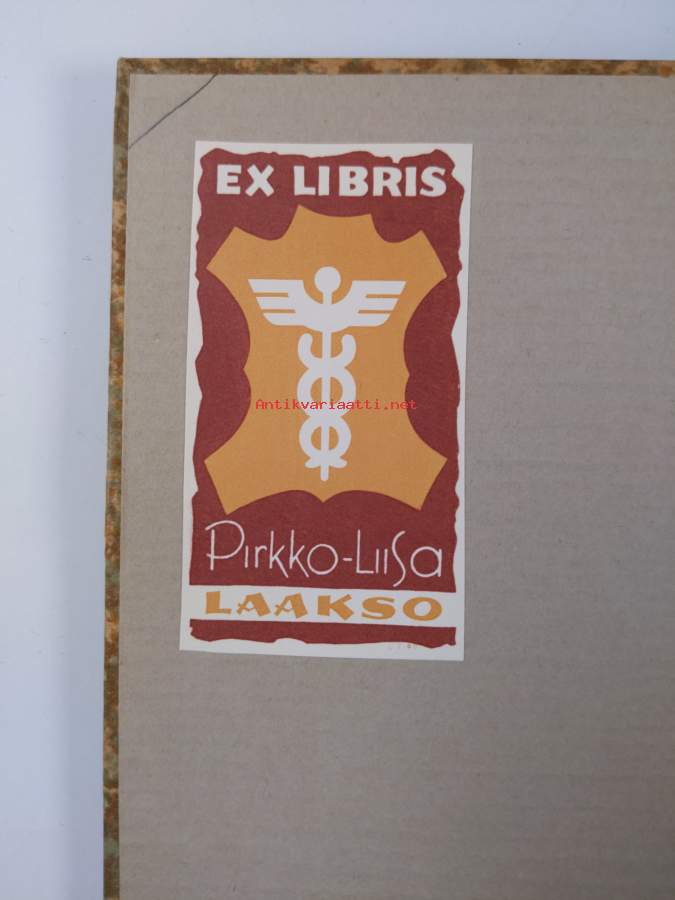 EX LIBRIS
Antikvariaatti.net
Pirkko-Liisa
LAAKSO